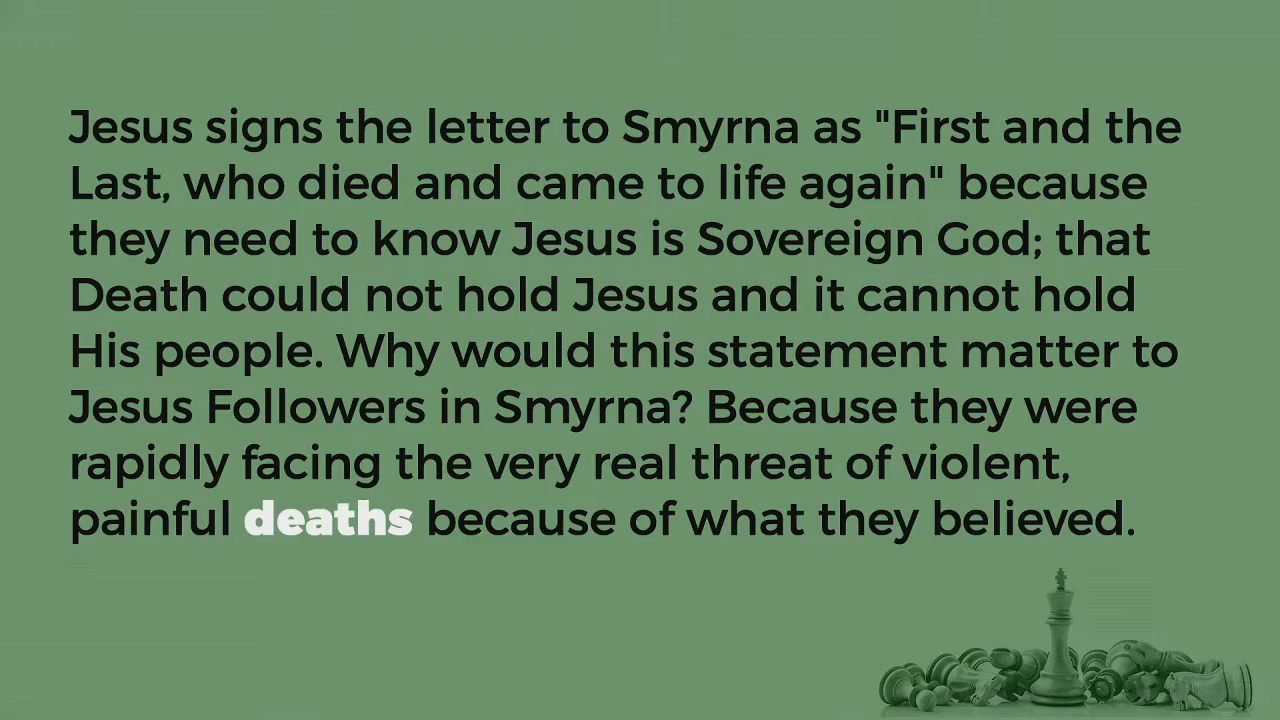 Jesus signs the letter to Smyrna as "First and the
Last, who died and came to life again" because
they need to know Jesus is Sovereign God; that
Death could not hold Jesus and it cannot hold
His people. Why would this statement matter to
Jesus Followers in Smyrna? Because they were
rapidly facing the very real threat of violent,
painful deaths because of what they believed.